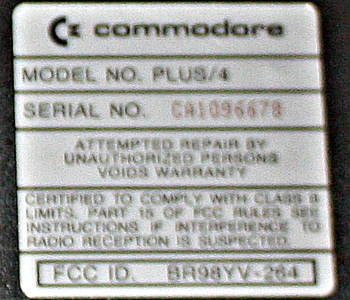 commodore
MODEL NO. PLUS/4
SERIAL NO. CA1096678
ATTEMPTED REPAIR BY
UNAUTHORIZED PERSONS
VOIDS WARRANTY
CERTIFIED TO COMPLY WITH CLASS B
LIMITS, PART 15 OF FCC RULES SEE
INSTRUCTIONS IF INTERFERENCE TO
RADIO RECEPTION IS SUSPECTED.
FCC ID. BR98YV-264